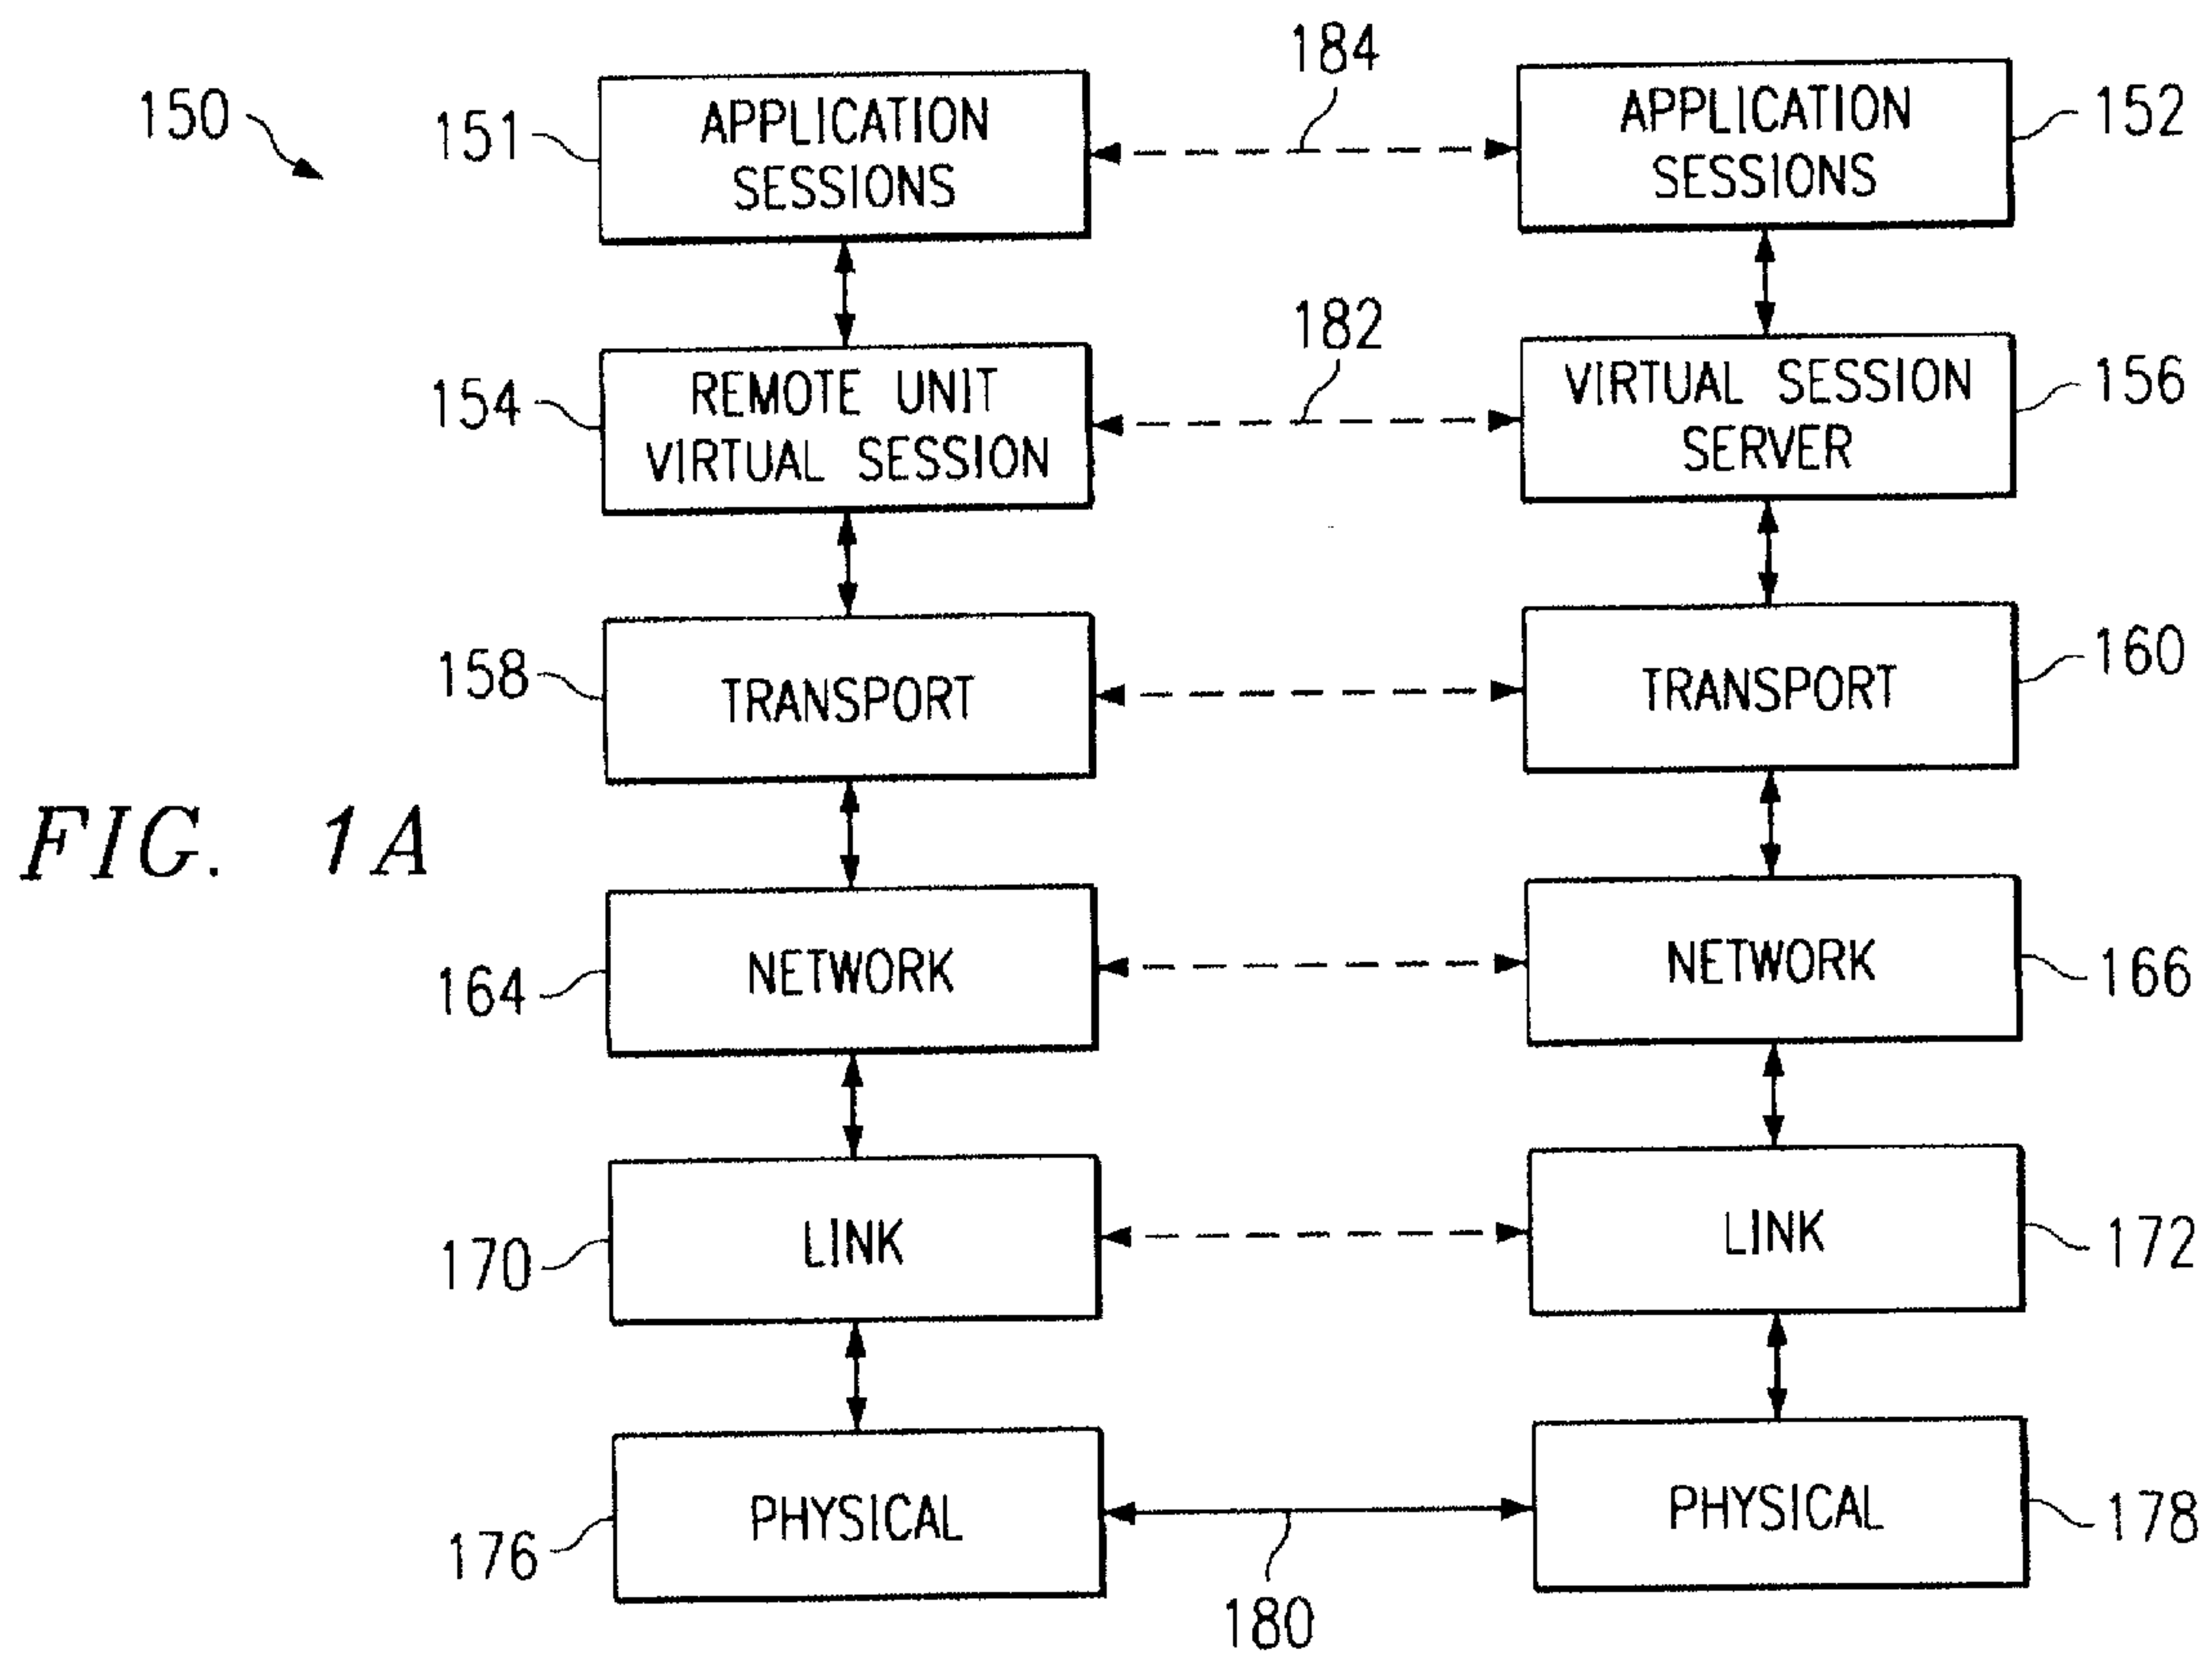 184
150
151
APPLICATION
SESSIONS
APPLICATION
SESSIONS
152
182
154
REMOTE UNIT
VIRTUAL SESSION
VIRTUAL SESSION
SERVER
156
158
TRANSPORT
TRANSPORT
160
FIG. 1A
164
NETWORK
NETWORK
166
170
LINK
LINK
172
176
PHYSICAL
PHYSICAL
178
180